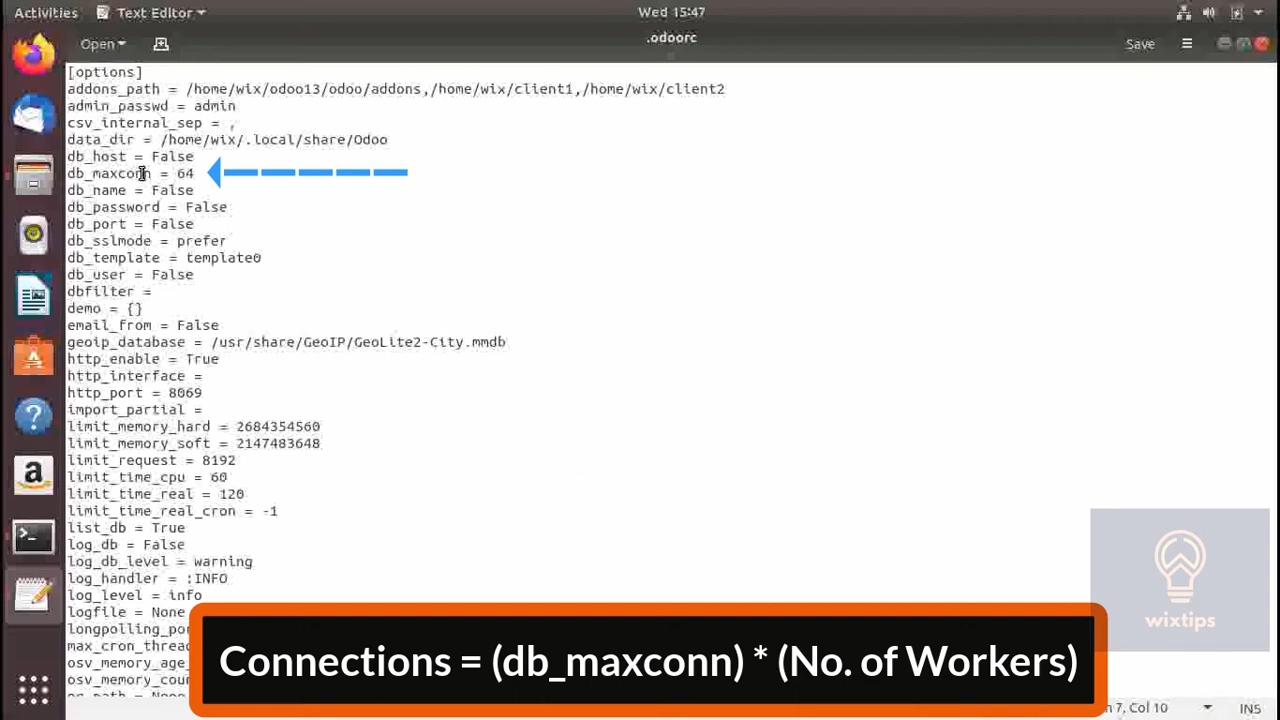 Activities Text Editor Wed 15:47
Open .odoorc Save
[options]
addons_path = /home/wix/odoo13/odoo/addons,/home/wix/client1,/home/wix/client2
admin_passwd = admin
csv_internal_sep = ,
data_dir = /home/wix/.local/share/Odoo
db_host = False
db_maxconn = 64
db_name = False
db_password = False
db_port = False
db_sslmode = prefer
db_template = template0
db_user = False
dbfilter =
demo = {}
email_from = False
geoip_database = /usr/share/GeoIP/GeoLite2-City.mmdb
http_enable = True
http_interface =
http_port = 8069
import_partial =
limit_memory_hard = 2684354560
limit_memory_soft = 2147483648
limit_request = 8192
limit_time_cpu = 60
limit_time_real = 120
limit_time_real_cron = -1
list_db = True
log_db = False
log_db_level = warning
log_handler = :INFO
log_level = info
logfile = None
longpolling_por
max_cron_threa
osv_memory_age_
osv_memory_cou
wixtips
Connections = (db_maxconn) * (No. of Workers)
7, Col 10 INS